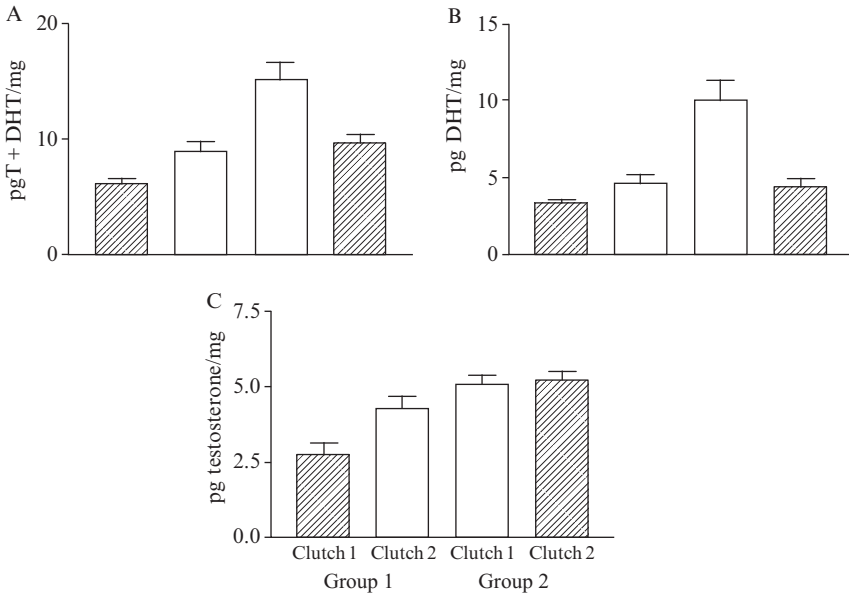 A
pgT + DHT/mg
20
10
0
B
pg DHT/mg
15
10
5
0
C
pg testosterone/mg
7.5
5.0
2.5
0.0
Clutch 1 Clutch 2 Clutch 1 Clutch 2
Group 1 Group 2